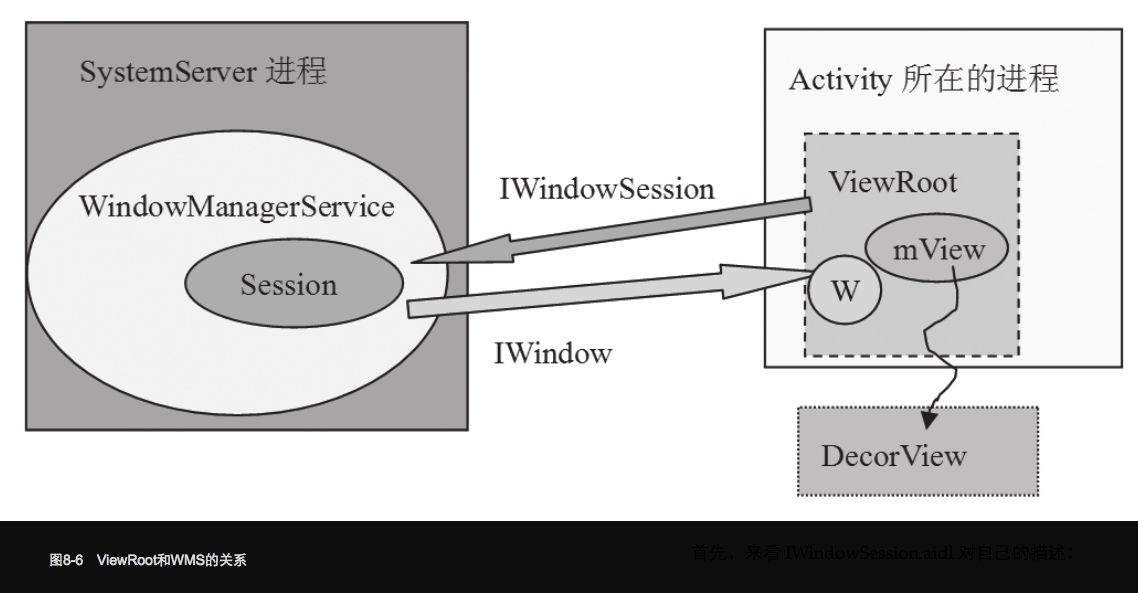 SystemServer 进程
WindowManagerService
Session
IWindowSession
IWindow
Activity 所在的进程
ViewRoot
mView
W
DecorView
图8-6 ViewRoot和WMS的关系
首先，来看 IWindowSession.aidl 对自己的描述：